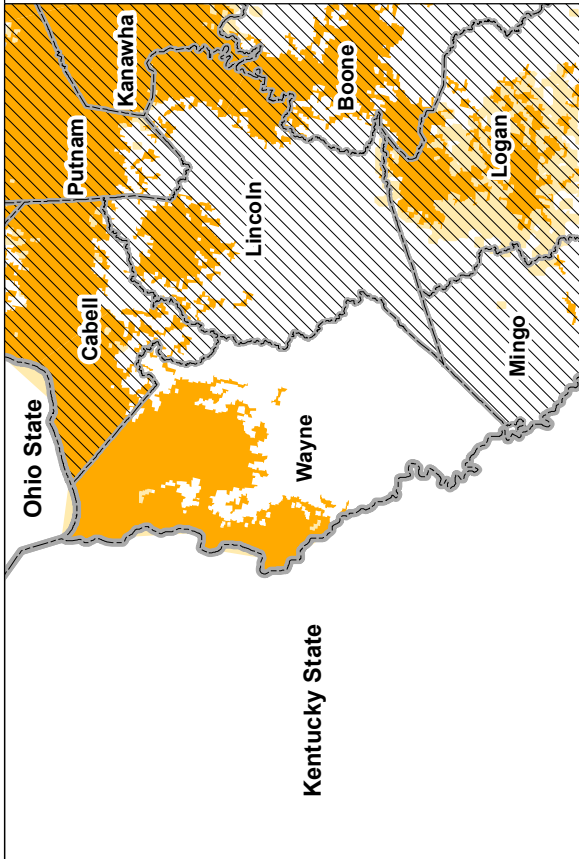 Ohio State
Cabell
Putnam
Kanawha
Lincoln
Boone
Wayne
Logan
Mingo
Kentucky State